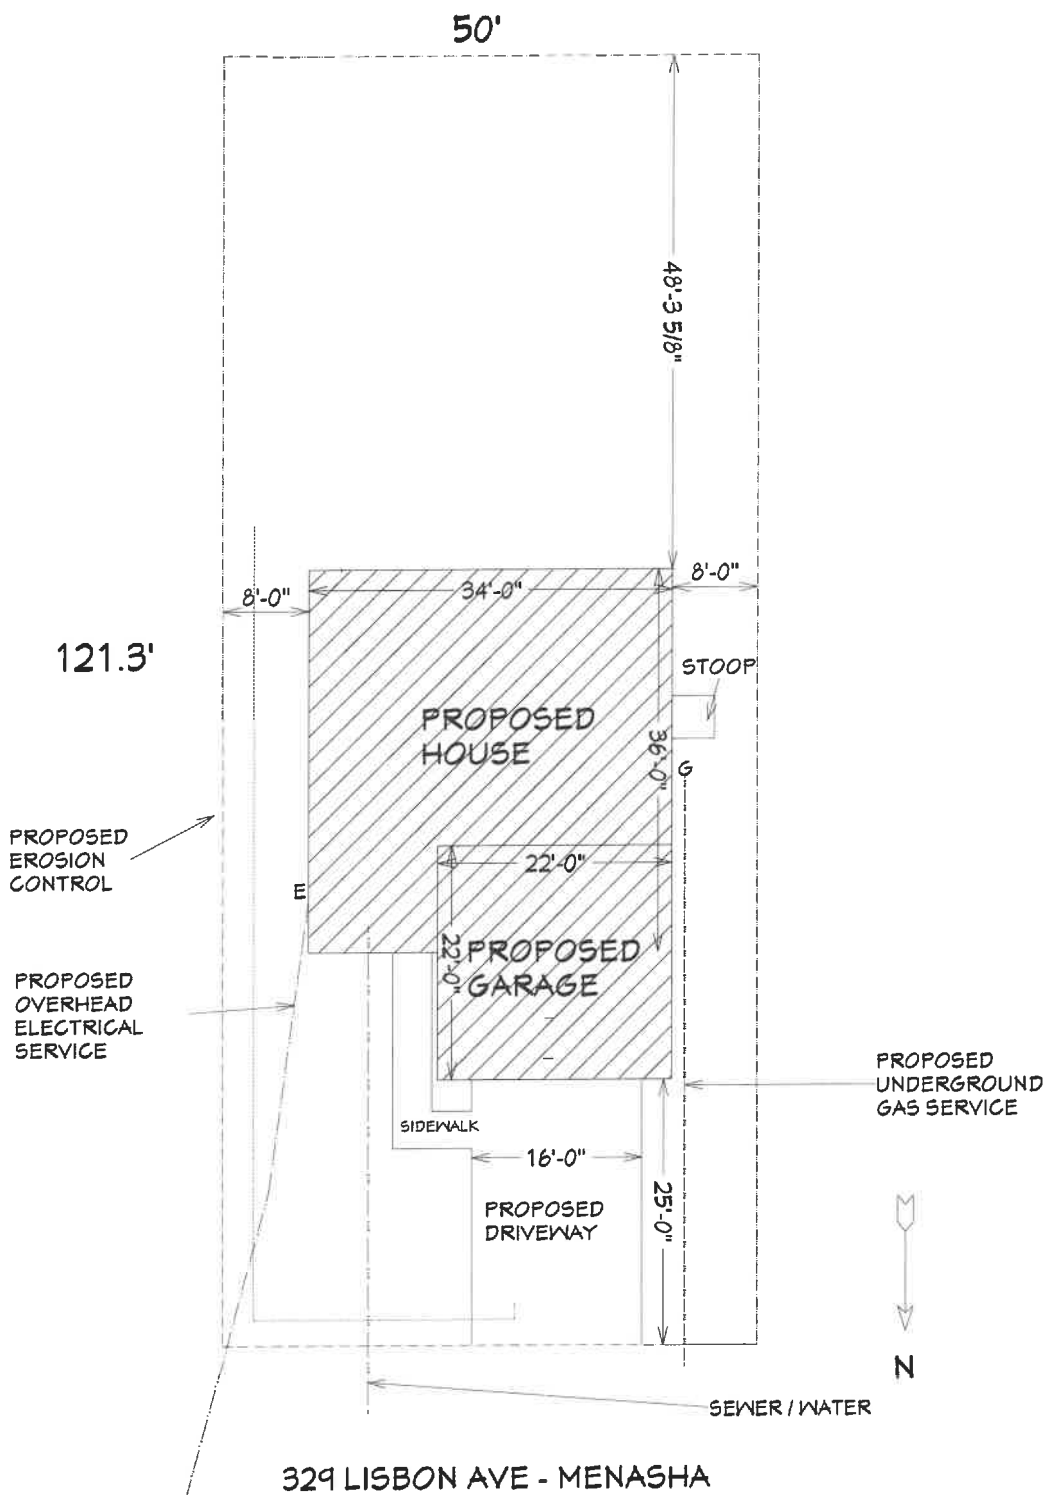 50'
48'-3 5/8"
8'-0"
34'-0"
8'-0"
121.3'
STOOP
PROPOSED
HOUSE
36'-0"
G
PROPOSED
EROSION
CONTROL
22'-0"
E
22'-0"
PROPOSED
GARAGE
PROPOSED
OVERHEAD
ELECTRICAL
SERVICE
PROPOSED
UNDERGROUND
GAS SERVICE
SIDEWALK
16'-0"
25'-0"
PROPOSED
DRIVEWAY
N
SEWER / WATER
329 LISBON AVE - MENASHA